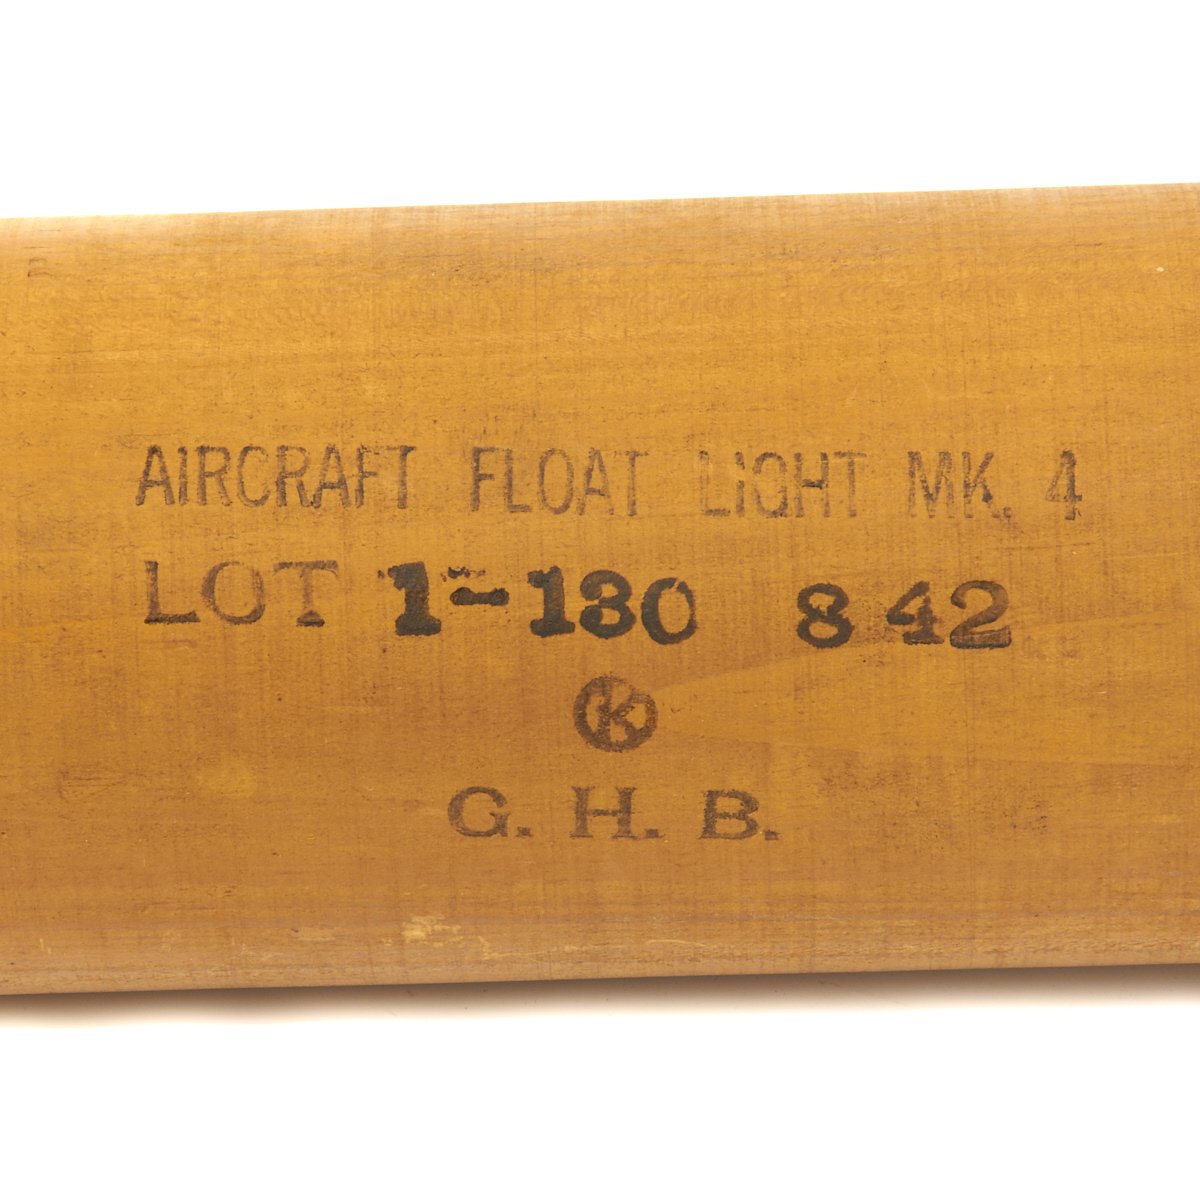 AIRCRAFT FLOAT LIGHT MK. 4
LOT 1-130 8 42
K
G. H. B.